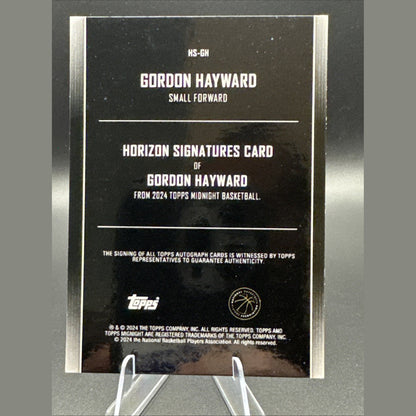 HS-GH
GORDON HAYWARD
SMALL FORWARD
HORIZON SIGNATURES CARD
OF
GORDON HAYWARD
FROM 2024 TOPPS MIDNIGHT BASKETBALL.
THE SIGNING OF ALL TOPPS AUTOGRAPH CARDS IS WITNESSED BY TOPPS
REPRESENTATIVES TO GUARANTEE AUTHENTICITY.
topps
® & © 2024 THE TOPPS COMPANY, INC. ALL RIGHTS RESERVED. TOPPS AND
TOPPS MIDNIGHT ARE REGISTERED TRADEMARKS OF THE TOPPS COMPANY, INC.
© 2024 the National Basketball Players Association. All rights reserved.